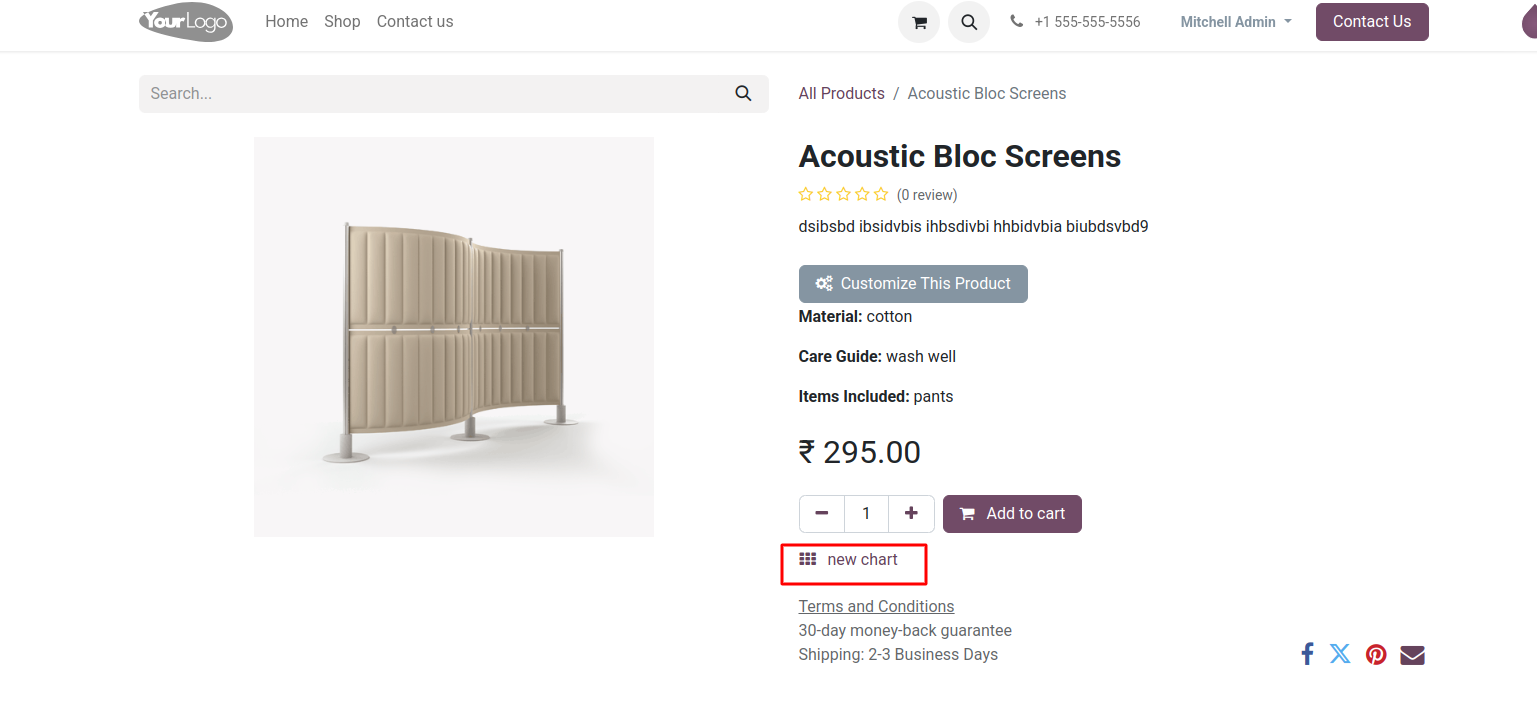 YourLogo Home Shop Contact us +1 555-555-5556 Mitchell Admin Contact Us
Search...
All Products / Acoustic Bloc Screens
Acoustic Bloc Screens
(0 review)
dsibsbd ibsidvbis ihbsdivbi hhbidvbia biubdsvbd9
Customize This Product
Material: cotton
Care Guide: wash well
Items Included: pants
₹ 295.00
1 Add to cart
new chart
Terms and Conditions
30-day money-back guarantee
Shipping: 2-3 Business Days